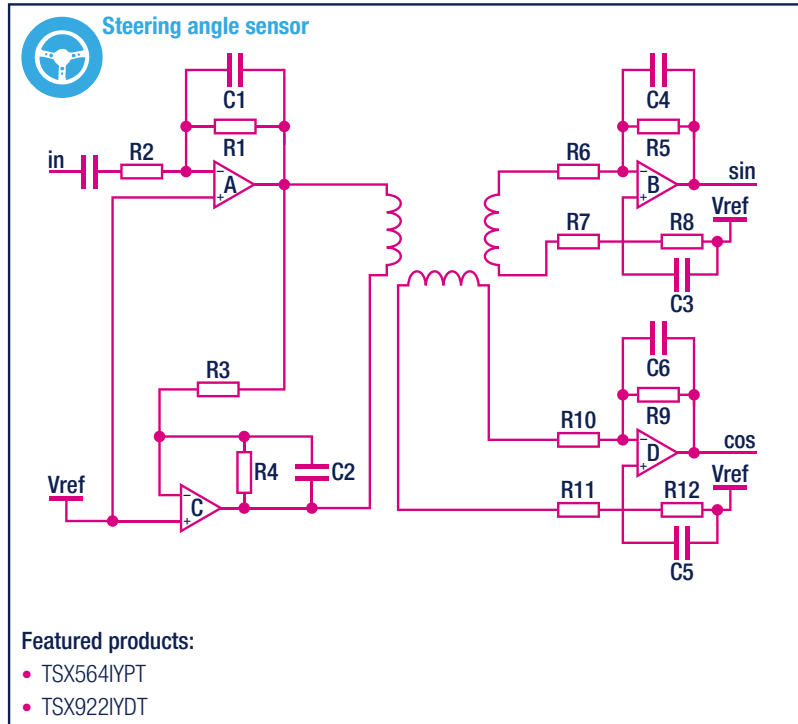 Steering angle sensor
C1
R2
R1
in
A
−
+
C4
R6
R5
sin
B
−
+
Vref
R7
R8
C3
R3
C6
R10
R9
cos
D
−
+
Vref
R4
C2
Vref
C
−
+
R11
R12
C5
Featured products:
• TSX564IYPT
• TSX922IYDT